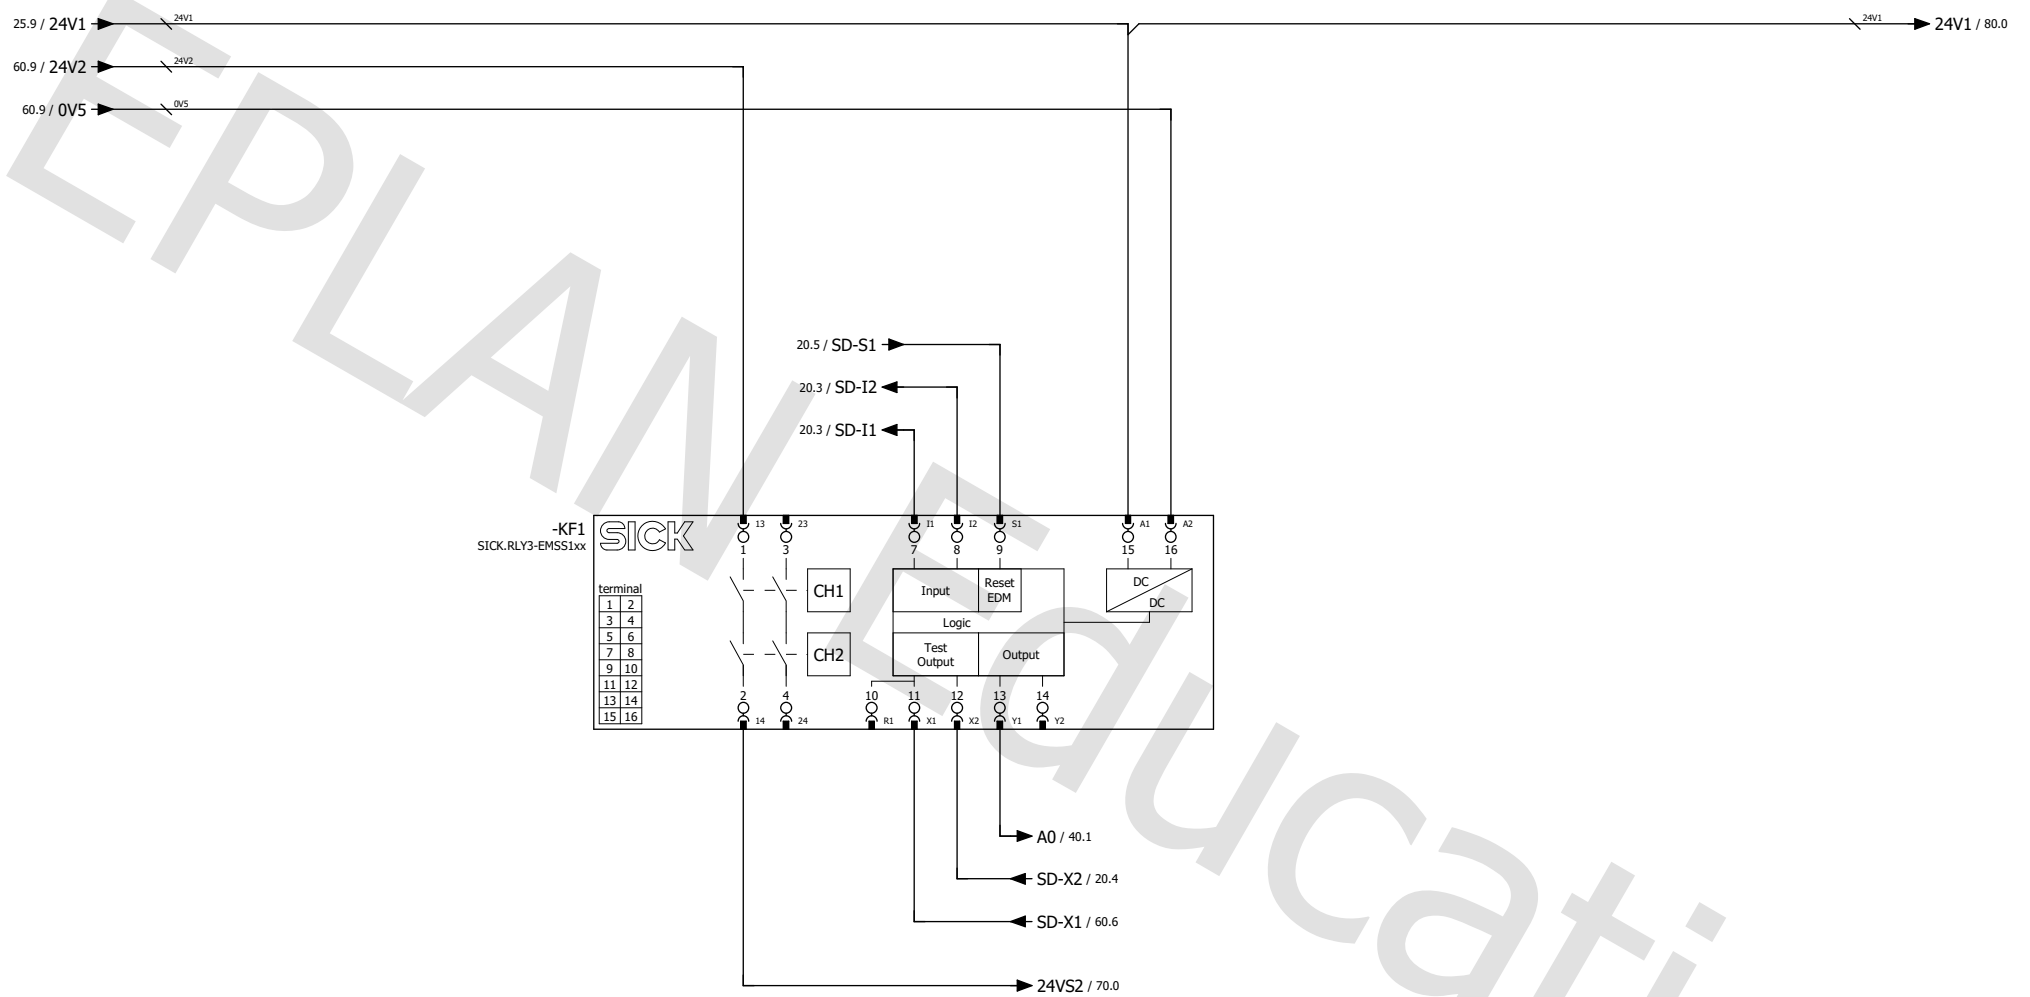 25.9 / 24V1
24V1
24V1
24V1 / 80.0
60.9 / 24V2
24V2
60.9 / 0V5
0V5
20.5 / SD-S1
20.3 / SD-I2
20.3 / SD-I1
-KF1
SICK.RLY3-EMSS1xx
SICK
13 23 I1 I2 S1 A1 A2
1 3 7 8 9 15 16
terminal
1 2
3 4
5 6
7 8
9 10
11 12
13 14
15 16
CH1
CH2
Input
Reset
EDM
Logic
Test
Output
Output
DC
DC
2 4 10 11 12 13 14
14 24 R1 X1 X2 Y1 Y2
A0 / 40.1
SD-X2 / 20.4
SD-X1 / 60.6
24VS2 / 70.0
EPLAN Educati